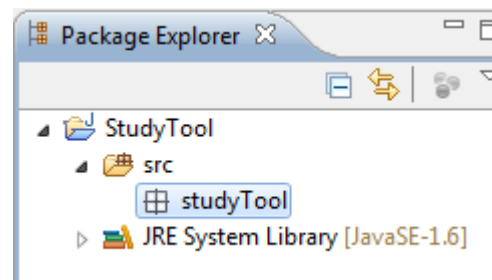 Package Explorer
StudyTool
src
studyTool
JRE System Library [JavaSE-1.6]